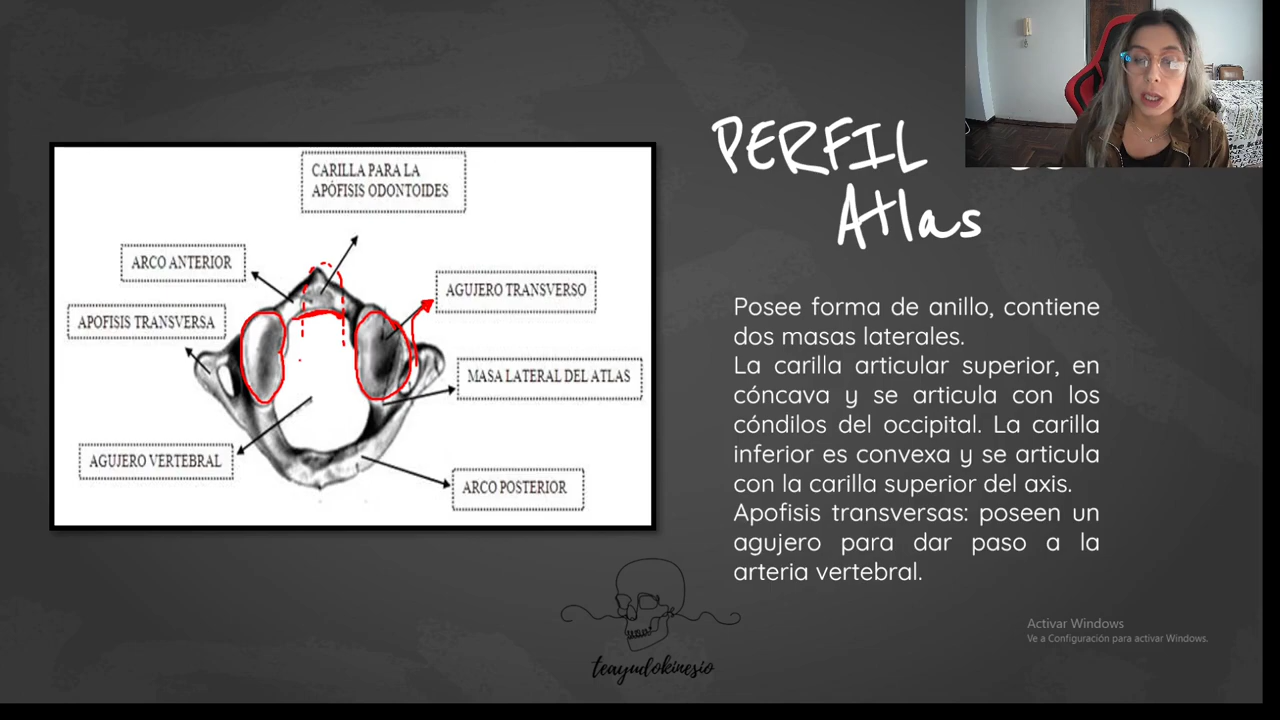 CARILLA PARA LA
APÓFISIS ODONTOIDES
ARCO ANTERIOR
AGUJERO TRANSVERSO
APOFISIS TRANSVERSA
MASA LATERAL DEL ATLAS
AGUJERO VERTEBRAL
ARCO POSTERIOR
PERFIL
Atlas
Posee forma de anillo, contiene
dos masas laterales.
La carilla articular superior, en
cóncava y se articula con los
cóndilos del occipital. La carilla
inferior es convexa y se articula
con la carilla superior del axis.
Apofisis transversas: poseen un
agujero para dar paso a la
arteria vertebral.
teayudokinesio
Activar Windows
Ve a Configuración para activar Windows.